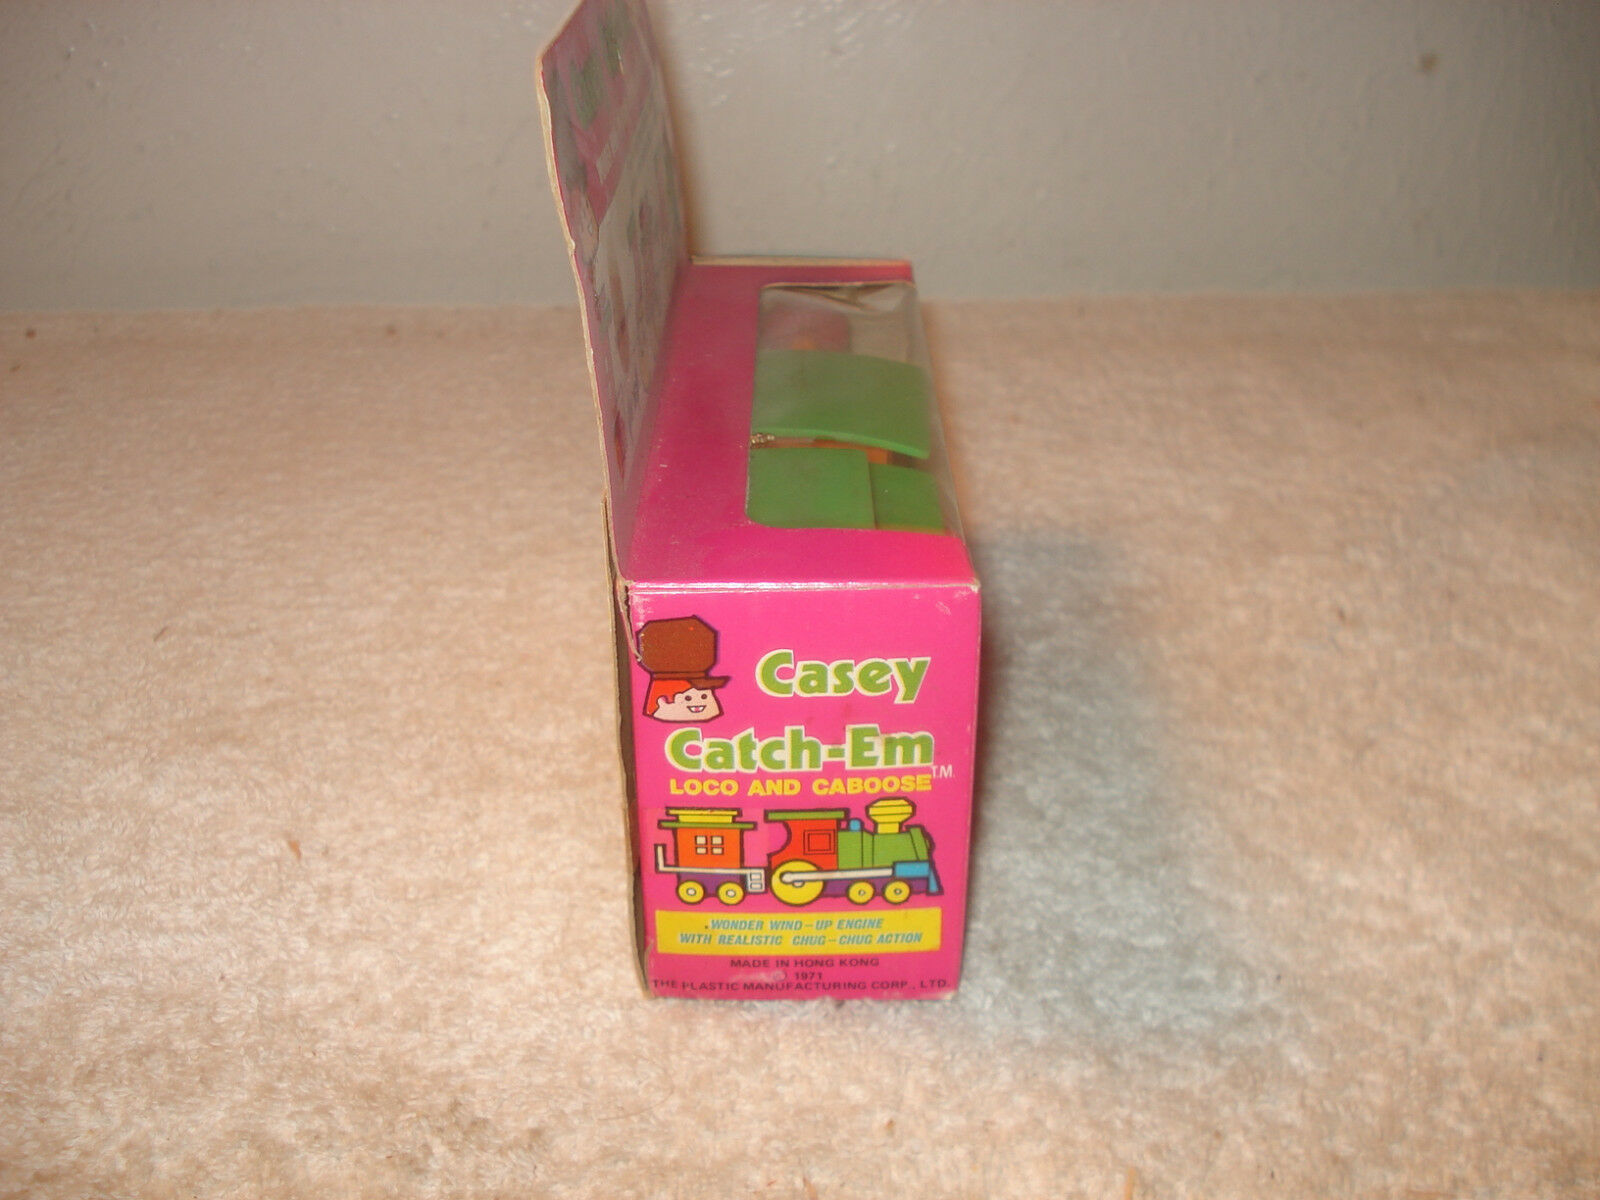 Casey
Catch-Em T.M.
LOCO AND CABOOSE
WONDER WIND-UP ENGINE
WITH REALISTIC CHUG-CHUG ACTION
MADE IN HONG KONG
© 1971
THE PLASTIC MANUFACTURING CORP., LTD.